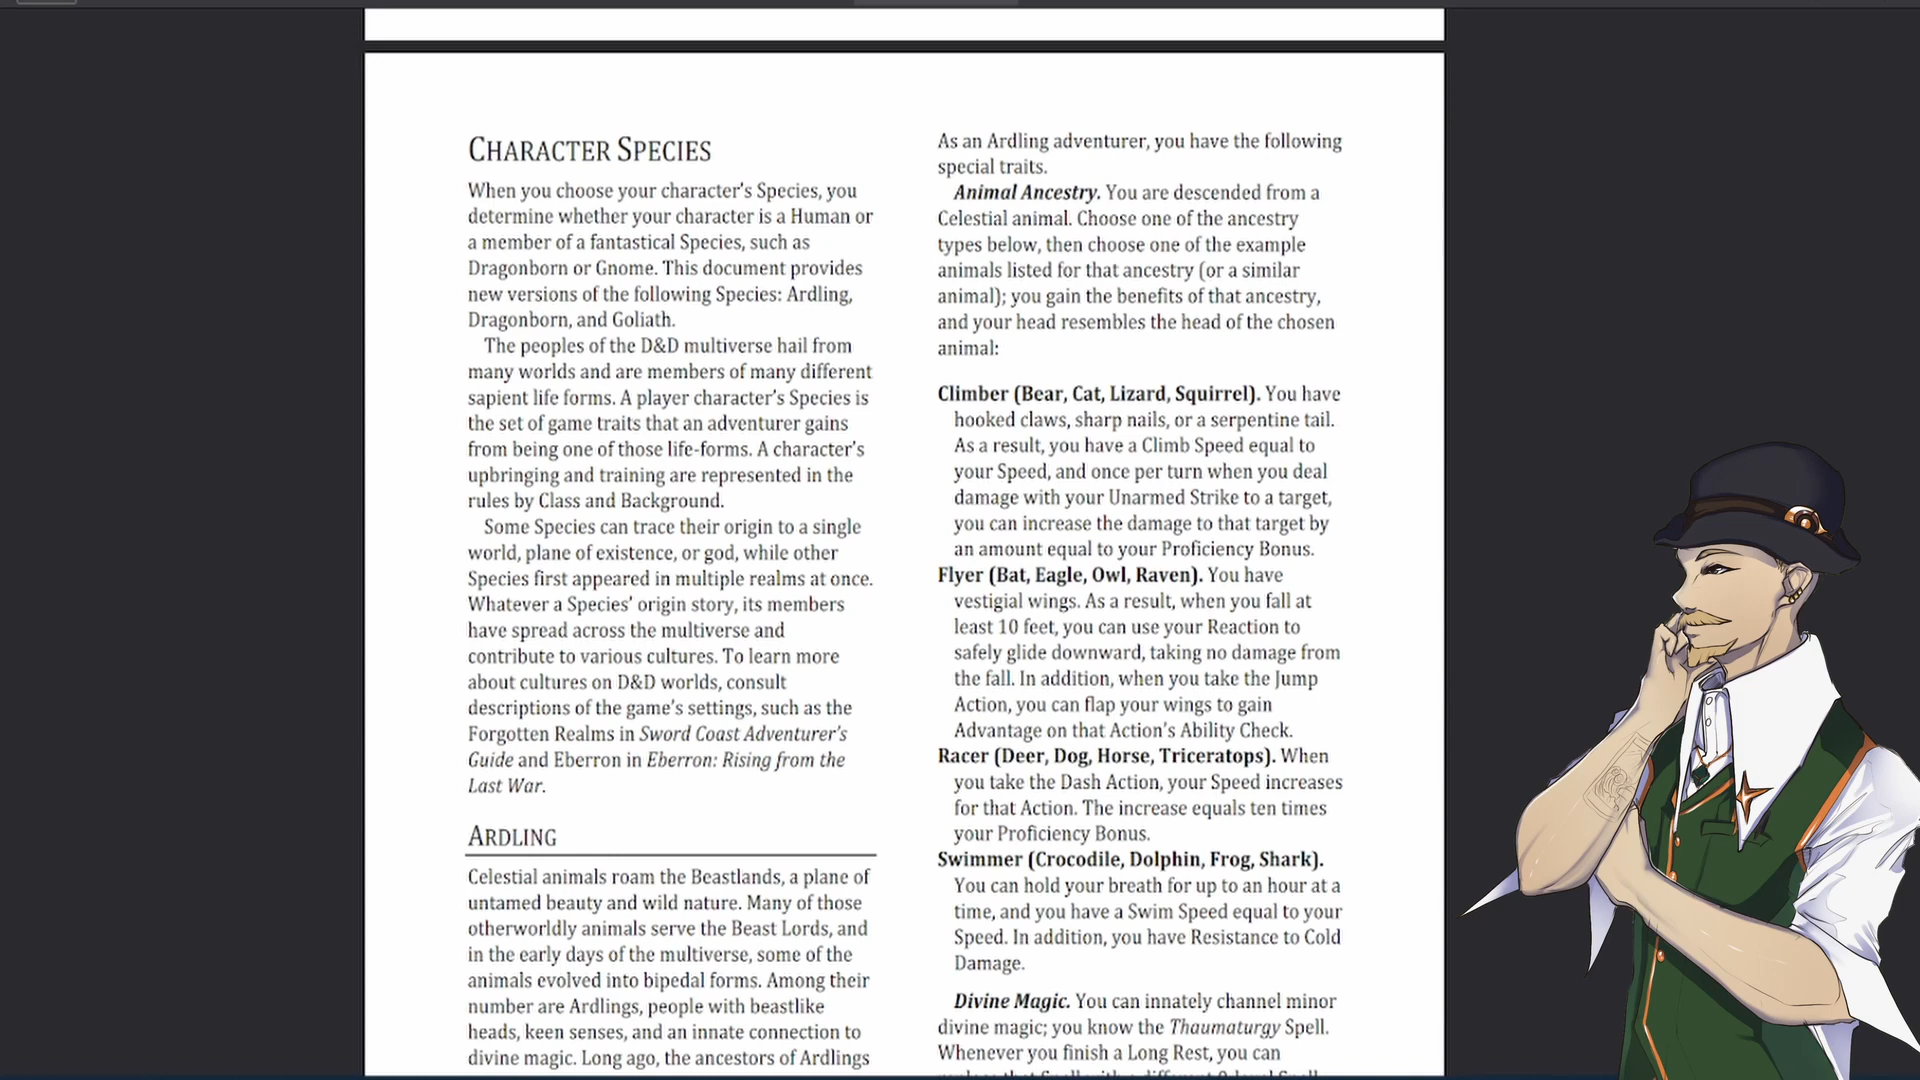 CHARACTER SPECIES
When you choose your character's Species, you
determine whether your character is a Human or
a member of a fantastical Species, such as
Dragonborn or Gnome. This document provides
new versions of the following Species: Ardling,
Dragonborn, and Goliath.
The peoples of the D&D multiverse hail from
many worlds and are members of many different
sapient life forms. A player character's Species is
the set of game traits that an adventurer gains
from being one of those life-forms. A character's
upbringing and training are represented in the
rules by Class and Background.
Some Species can trace their origin to a single
world, plane of existence, or god, while other
Species first appeared in multiple realms at once.
Whatever a Species' origin story, its members
have spread across the multiverse and
contribute to various cultures. To learn more
about cultures on D&D worlds, consult
descriptions of the game's settings, such as the
Forgotten Realms in Sword Coast Adventurer's
Guide and Eberron in Eberron: Rising from the
Last War.
ARDLING
Celestial animals roam the Beastlands, a plane of
untamed beauty and wild nature. Many of those
otherworldly animals serve the Beast Lords, and
in the early days of the multiverse, some of the
animals evolved into bipedal forms. Among their
number are Ardlings, people with beastlike
heads, keen senses, and an innate connection to
divine magic. Long ago, the ancestors of Ardlings
As an Ardling adventurer, you have the following
special traits.
Animal Ancestry. You are descended from a
Celestial animal. Choose one of the ancestry
types below, then choose one of the example
animals listed for that ancestry (or a similar
animal); you gain the benefits of that ancestry,
and your head resembles the head of the chosen
animal:
Climber (Bear, Cat, Lizard, Squirrel). You have
hooked claws, sharp nails, or a serpentine tail.
As a result, you have a Climb Speed equal to
your Speed, and once per turn when you deal
damage with your Unarmed Strike to a target,
you can increase the damage to that target by
an amount equal to your Proficiency Bonus.
Flyer (Bat, Eagle, Owl, Raven). You have
vestigial wings. As a result, when you fall at
least 10 feet, you can use your Reaction to
safely glide downward, taking no damage from
the fall. In addition, when you take the Jump
Action, you can flap your wings to gain
Advantage on that Action's Ability Check.
Racer (Deer, Dog, Horse, Triceratops). When
you take the Dash Action, your Speed increases
for that Action. The increase equals ten times
your Proficiency Bonus.
Swimmer (Crocodile, Dolphin, Frog, Shark).
You can hold your breath for up to an hour at a
time, and you have a Swim Speed equal to your
Speed. In addition, you have Resistance to Cold
Damage.
Divine Magic. You can innately channel minor
divine magic; you know the Thaumaturgy Spell.
Whenever you finish a Long Rest, you can